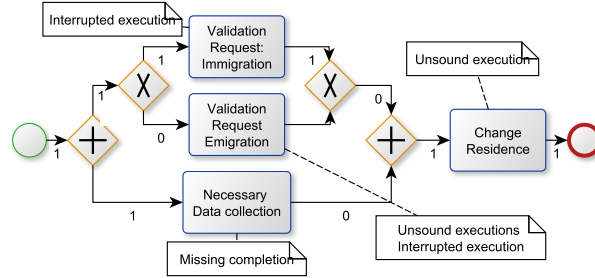 Interrupted execution
Validation
Request:
Immigration
1
1
Unsound execution
1
0
1
0
Validation
Request
Emigration
Change
Residence
1
1
Necessary
Data collection
1
0
Unsound executions
Interrupted execution
Missing completion